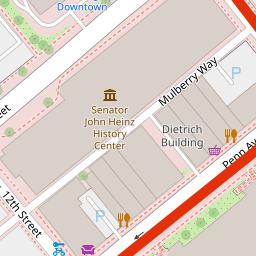 Downtown
Mulberry Way
P
Senator
John Heinz
History
Center
Dietrich
Building
Penn Av
12th Street
P